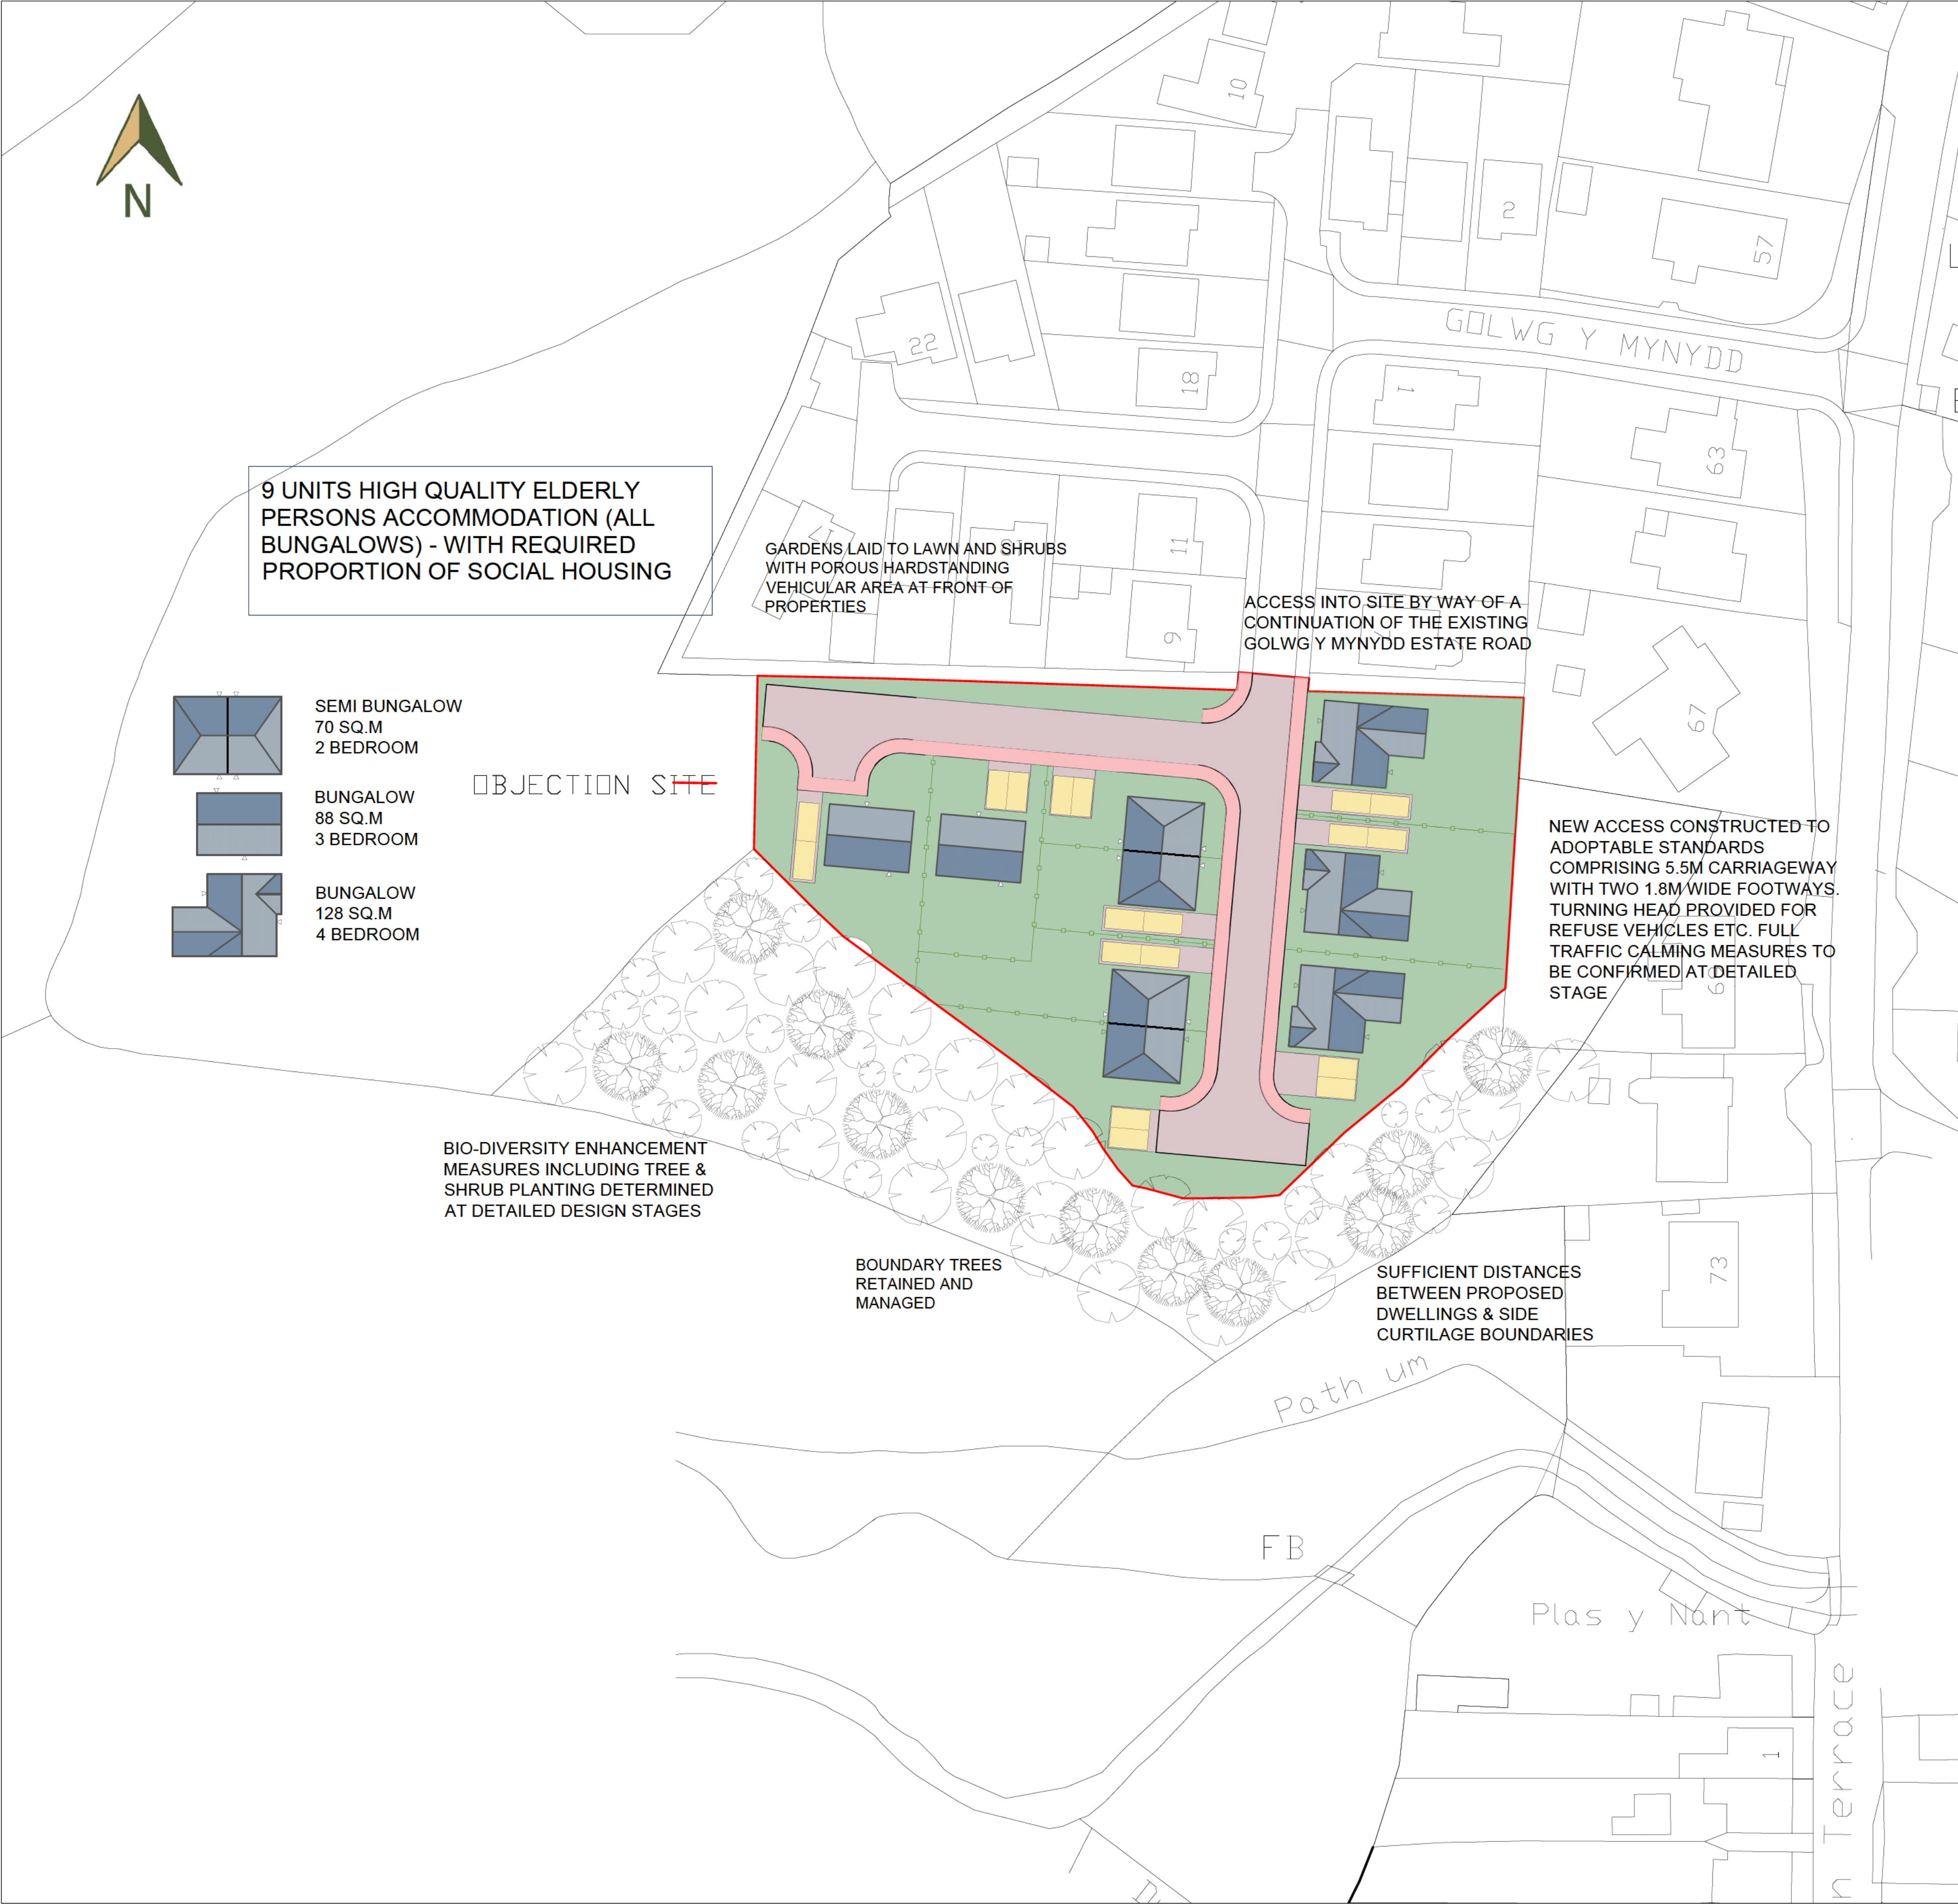 10
2
57
GOLWG Y MYNYDD
22
18
1
63
N
9 UNITS HIGH QUALITY ELDERLY
PERSONS ACCOMMODATION (ALL
BUNGALOWS) - WITH REQUIRED
PROPORTION OF SOCIAL HOUSING
17
11
9
GARDENS LAID TO LAWN AND SHRUBS
WITH POROUS HARDSTANDING
VEHICULAR AREA AT FRONT OF
PROPERTIES
ACCESS INTO SITE BY WAY OF A
CONTINUATION OF THE EXISTING
GOLWG Y MYNYDD ESTATE ROAD
67
SEMI BUNGALOW
70 SQ.M
2 BEDROOM
BUNGALOW
88 SQ.M
3 BEDROOM
BUNGALOW
128 SQ.M
4 BEDROOM
OBJECTION SITE
NEW ACCESS CONSTRUCTED TO
ADOPTABLE STANDARDS
COMPRISING 5.5M CARRIAGEWAY
WITH TWO 1.8M WIDE FOOTWAYS.
TURNING HEAD PROVIDED FOR
REFUSE VEHICLES ETC. FULL
TRAFFIC CALMING MEASURES TO
BE CONFIRMED AT DETAILED
STAGE
69
BIO-DIVERSITY ENHANCEMENT
MEASURES INCLUDING TREE &
SHRUB PLANTING DETERMINED
AT DETAILED DESIGN STAGES
BOUNDARY TREES
RETAINED AND
MANAGED
SUFFICIENT DISTANCES
BETWEEN PROPOSED
DWELLINGS & SIDE
CURTILAGE BOUNDARIES
73
Path um
FB
Plas y Nant
1
n Terrace